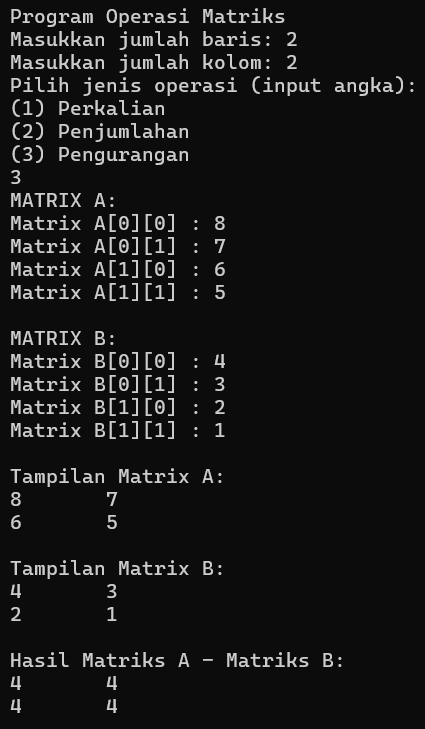 Program Operasi Matriks
Masukkan jumlah baris: 2
Masukkan jumlah kolom: 2
Pilih jenis operasi (input angka):
(1) Perkalian
(2) Penjumlahan
(3) Pengurangan
3
MATRIX A:
Matrix A[0][0] : 8
Matrix A[0][1] : 7
Matrix A[1][0] : 6
Matrix A[1][1] : 5

MATRIX B:
Matrix B[0][0] : 4
Matrix B[0][1] : 3
Matrix B[1][0] : 2
Matrix B[1][1] : 1

Tampilan Matrix A:
8       7
6       5

Tampilan Matrix B:
4       3
2       1

Hasil Matriks A - Matriks B:
4       4
4       4